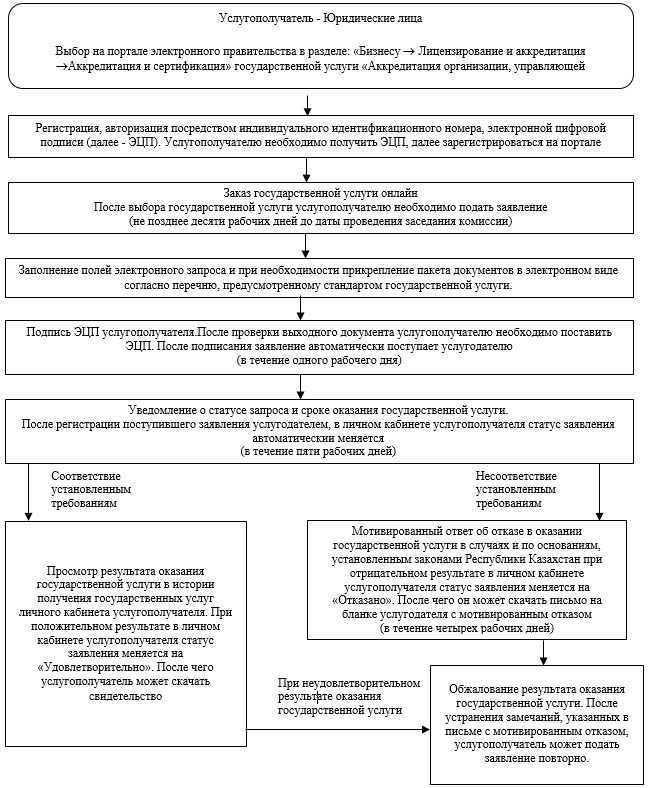 Услугополучатель - Юридические лица
Выбор на портале электронного правительства в разделе: «Бизнесу → Лицензирование и аккредитация
→Аккредитация и сертификация» государственной услуги «Аккредитация организации, управляющей
Регистрация, авторизация посредством индивидуального идентификационного номера, электронной цифровой
подписи (далее - ЭЦП). Услугополучателю необходимо получить ЭЦП, далее зарегистрироваться на портале
Заказ государственной услуги онлайн
После выбора государственной услуги услугополучателю необходимо подать заявление
(не позднее десяти рабочих дней до даты проведения заседания комиссии)
Заполнение полей электронного запроса и при необходимости прикрепление пакета документов в электронном виде
согласно перечню, предусмотренному стандартом государственной услуги.
Подпись ЭЦП услугополучателя.После проверки выходного документа услугополучателю необходимо поставить
ЭЦП. После подписания заявление автоматически поступает услугодателю
(в течение одного рабочего дня)
Уведомление о статусе запроса и сроке оказания государственной услуги.
После регистрации поступившего заявления услугодателем, в личном кабинете услугополучателя статус заявления
автоматически меняется
(в течение пяти рабочих дней)
Соответствие
установленным
требованиям
Несоответствие
установленным
требованиям
Просмотр результата оказания
государственной услуги в истории
получения государственных услуг
личного кабинета услугополучателя. При
положительном результате в личном
кабинете услугополучателя статус
заявления меняется на
«Удовлетворительно». После чего
услугополучатель может скачать
свидетельство
Мотивированный ответ об отказе в оказании
государственной услуги в случаях и по основаниям,
установленным законами Республики Казахстан при
отрицательном результате в личном кабинете
услугополучателя статус заявления меняется на
«Отказано». После чего он может скачать письмо на
бланке услугодателя с мотивированным отказом
(в течение четырех рабочих дней)
При неудовлетворительном
результате оказания
государственной услуги
Обжалование результата оказания
государственной услуги. После
устранения замечаний, указанных в
письме с мотивированным отказом,
услугополучатель может подать
заявление повторно.